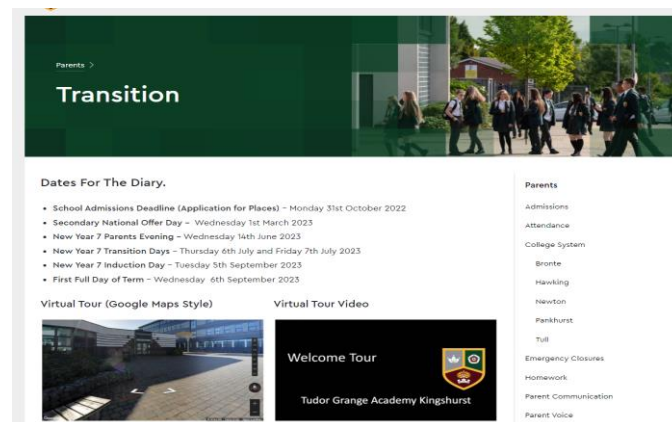 Parents >
Transition
Dates For The Diary.
• School Admissions Deadline (Application for Places) – Monday 31st October 2022
• Secondary National Offer Day – Wednesday 1st March 2023
• New Year 7 Parents Evening – Wednesday 14th June 2023
• New Year 7 Transition Days – Thursday 6th July and Friday 7th July 2023
• New Year 7 Induction Day – Tuesday 5th September 2023
• First Full Day of Term – Wednesday 6th September 2023
Virtual Tour (Google Maps Style)
Virtual Tour Video
Welcome Tour
Tudor Grange Academy Kingshurst
Parents
Admissions
Attendance
College System
Bronte
Hawking
Newton
Pankhurst
Tull
Emergency Closures
Homework
Parent Communication
Parent Voice